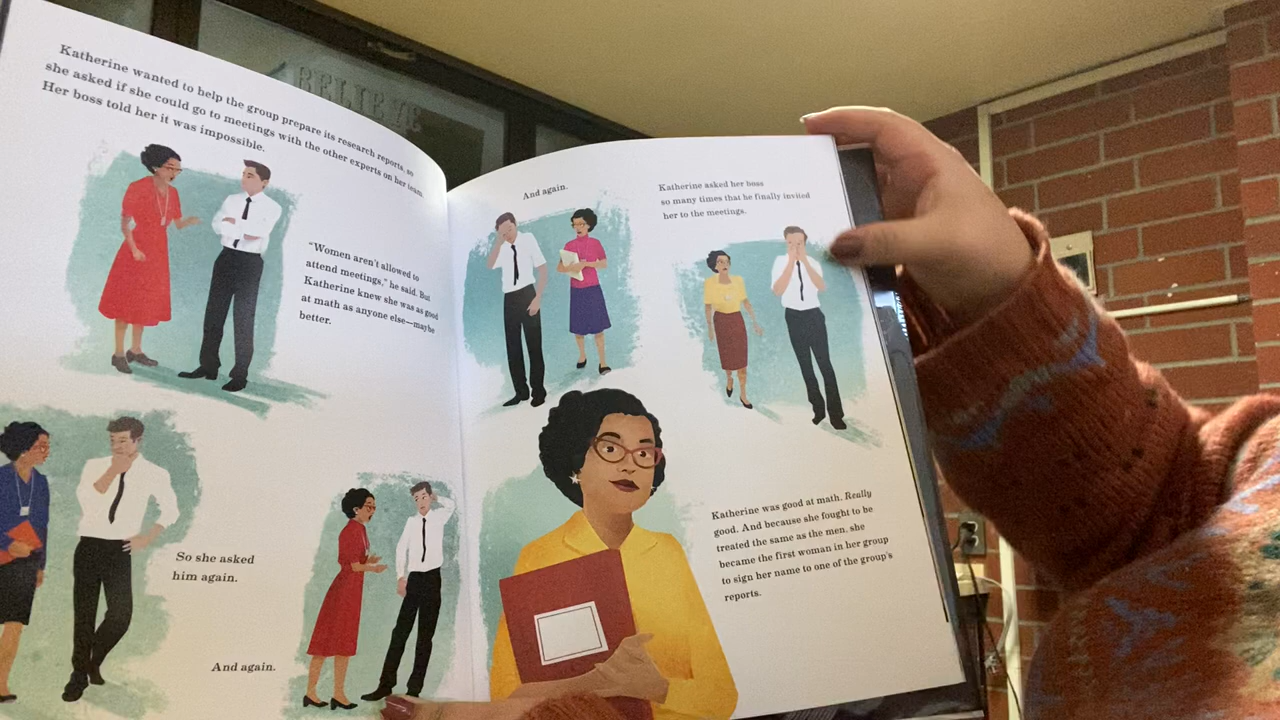 BELIEVE
Katherine wanted to help the group prepare its research reports, so
she asked if she could go to meetings with the other experts on her team.
Her boss told her it was impossible.
"Women aren't allowed to
attend meetings," he said. But
Katherine knew she was as good
at math as anyone else—maybe
better.
So she asked
him again.
And again.
And again.
Katherine asked her boss
so many times that he finally invited
her to the meetings.
Katherine was good at math. Really
good. And because she fought to be
treated the same as the men, she
became the first woman in her group
to sign her name to one of the group's
reports.